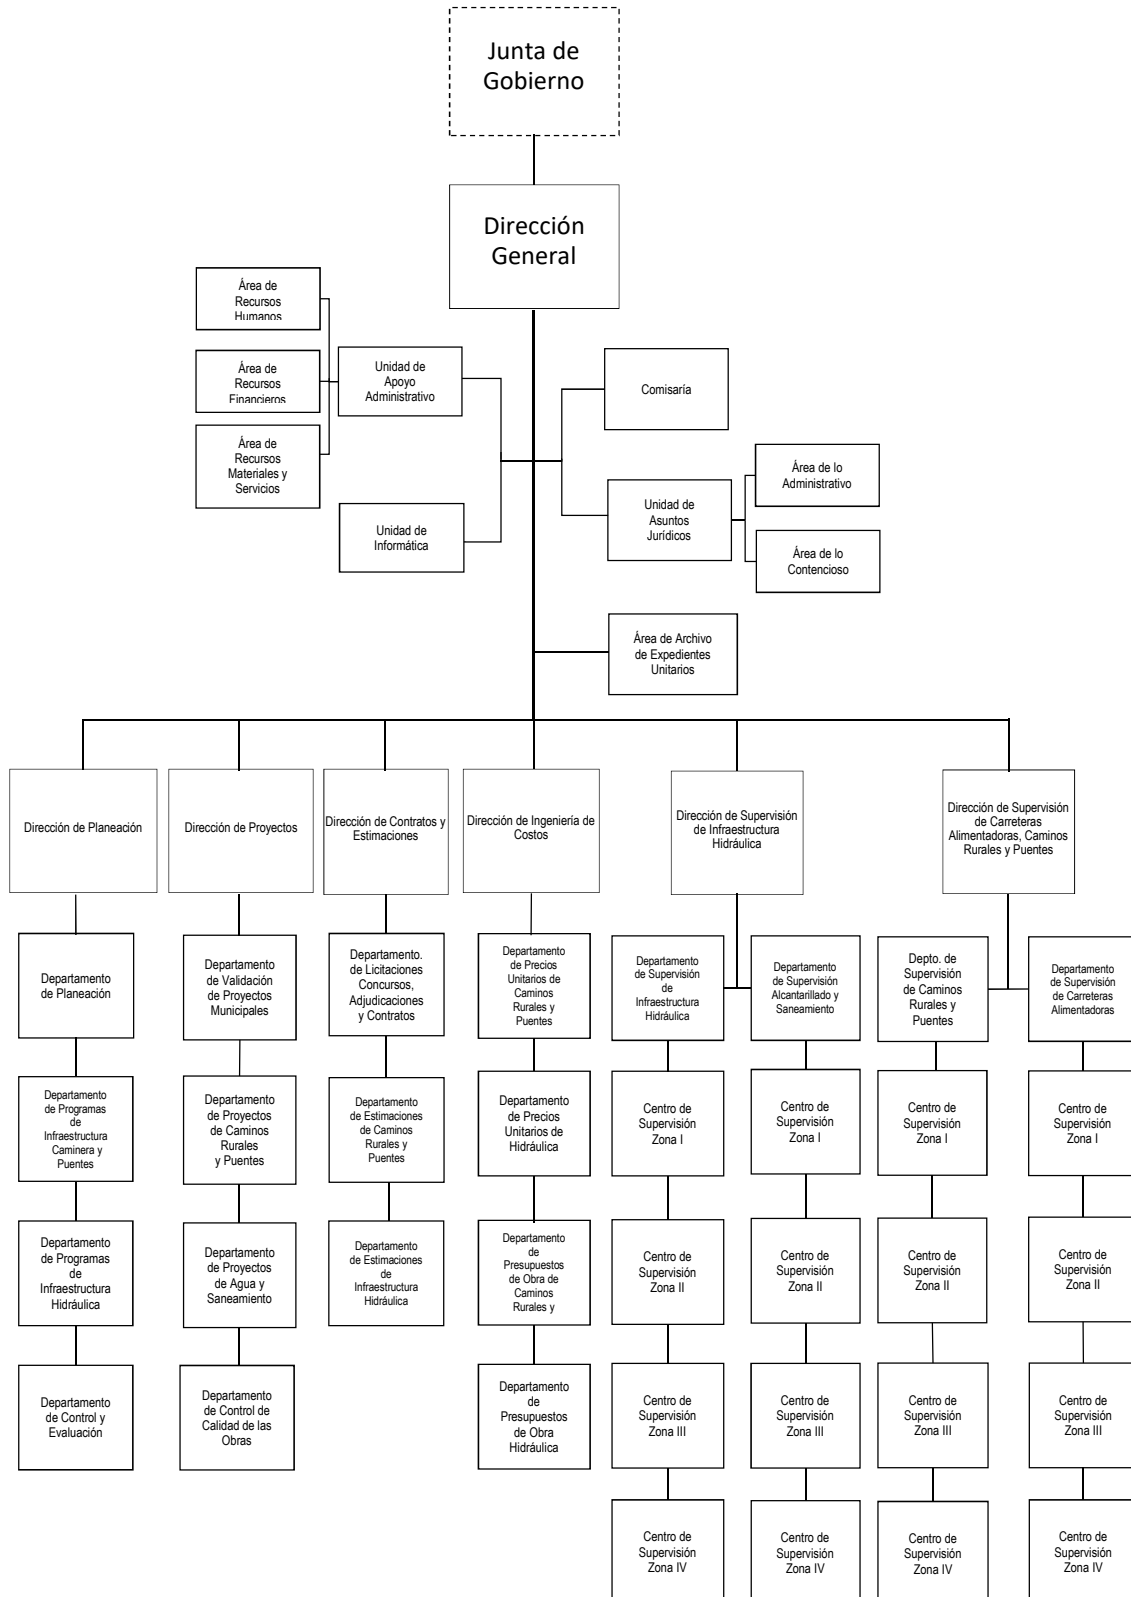 Junta de
Gobierno
Dirección
General
Área de
Recursos
Humanos
Área de
Recursos
Financieros
Área de
Recursos
Materiales y
Servicios
Unidad de
Apoyo
Administrativo
Unidad de
Informática
Comisaría
Unidad de
Asuntos
Jurídicos
Área de lo
Administrativo
Área de lo
Contencioso
Área de Archivo
de Expedientes
Unitarios
Dirección de Planeación
Dirección de Proyectos
Dirección de Contratos y
Estimaciones
Dirección de Ingeniería de
Costos
Dirección de Supervisión
de Infraestructura
Hidráulica
Dirección de Supervisión
de Carreteras
Alimentadoras, Caminos
Rurales y Puentes
Departamento
de Planeación
Departamento
de Validación
de Proyectos
Municipales
Departamento.
de Licitaciones
Concursos,
Adjudicaciones
y Contratos
Departamento
de Precios
Unitarios de
Caminos
Rurales y
Puentes
Departamento
de Supervisión
de
Infraestructura
Hidráulica
Departamento
de Supervisión
Alcantarillado y
Saneamiento
Depto. de
Supervisión
de Caminos
Rurales y
Puentes
Departamento
de Supervisión
de Carreteras
Alimentadoras
Departamento
de Programas
de
Infraestructura
Caminera y
Puentes
Departamento
de Proyectos
de Caminos
Rurales
y Puentes
Departamento
de Estimaciones
de Caminos
Rurales y
Puentes
Departamento
de Precios
Unitarios de
Hidráulica
Centro de
Supervisión
Zona I
Centro de
Supervisión
Zona I
Centro de
Supervisión
Zona I
Centro de
Supervisión
Zona I
Departamento
de Programas
de
Infraestructura
Hidráulica
Departamento
de Proyectos
de Agua y
Saneamiento
Departamento
de Estimaciones
de
Infraestructura
Hidráulica
Departamento
de
Presupuestos
de Obra de
Caminos
Rurales y
Centro de
Supervisión
Zona II
Centro de
Supervisión
Zona II
Centro de
Supervisión
Zona II
Centro de
Supervisión
Zona II
Departamento
de Control y
Evaluación
Departamento
de Control de
Calidad de las
Obras
Departamento
de
Presupuestos
de Obra
Hidráulica
Centro de
Supervisión
Zona III
Centro de
Supervisión
Zona III
Centro de
Supervisión
Zona III
Centro de
Supervisión
Zona III
Centro de
Supervisión
Zona IV
Centro de
Supervisión
Zona IV
Centro de
Supervisión
Zona IV
Centro de
Supervisión
Zona IV